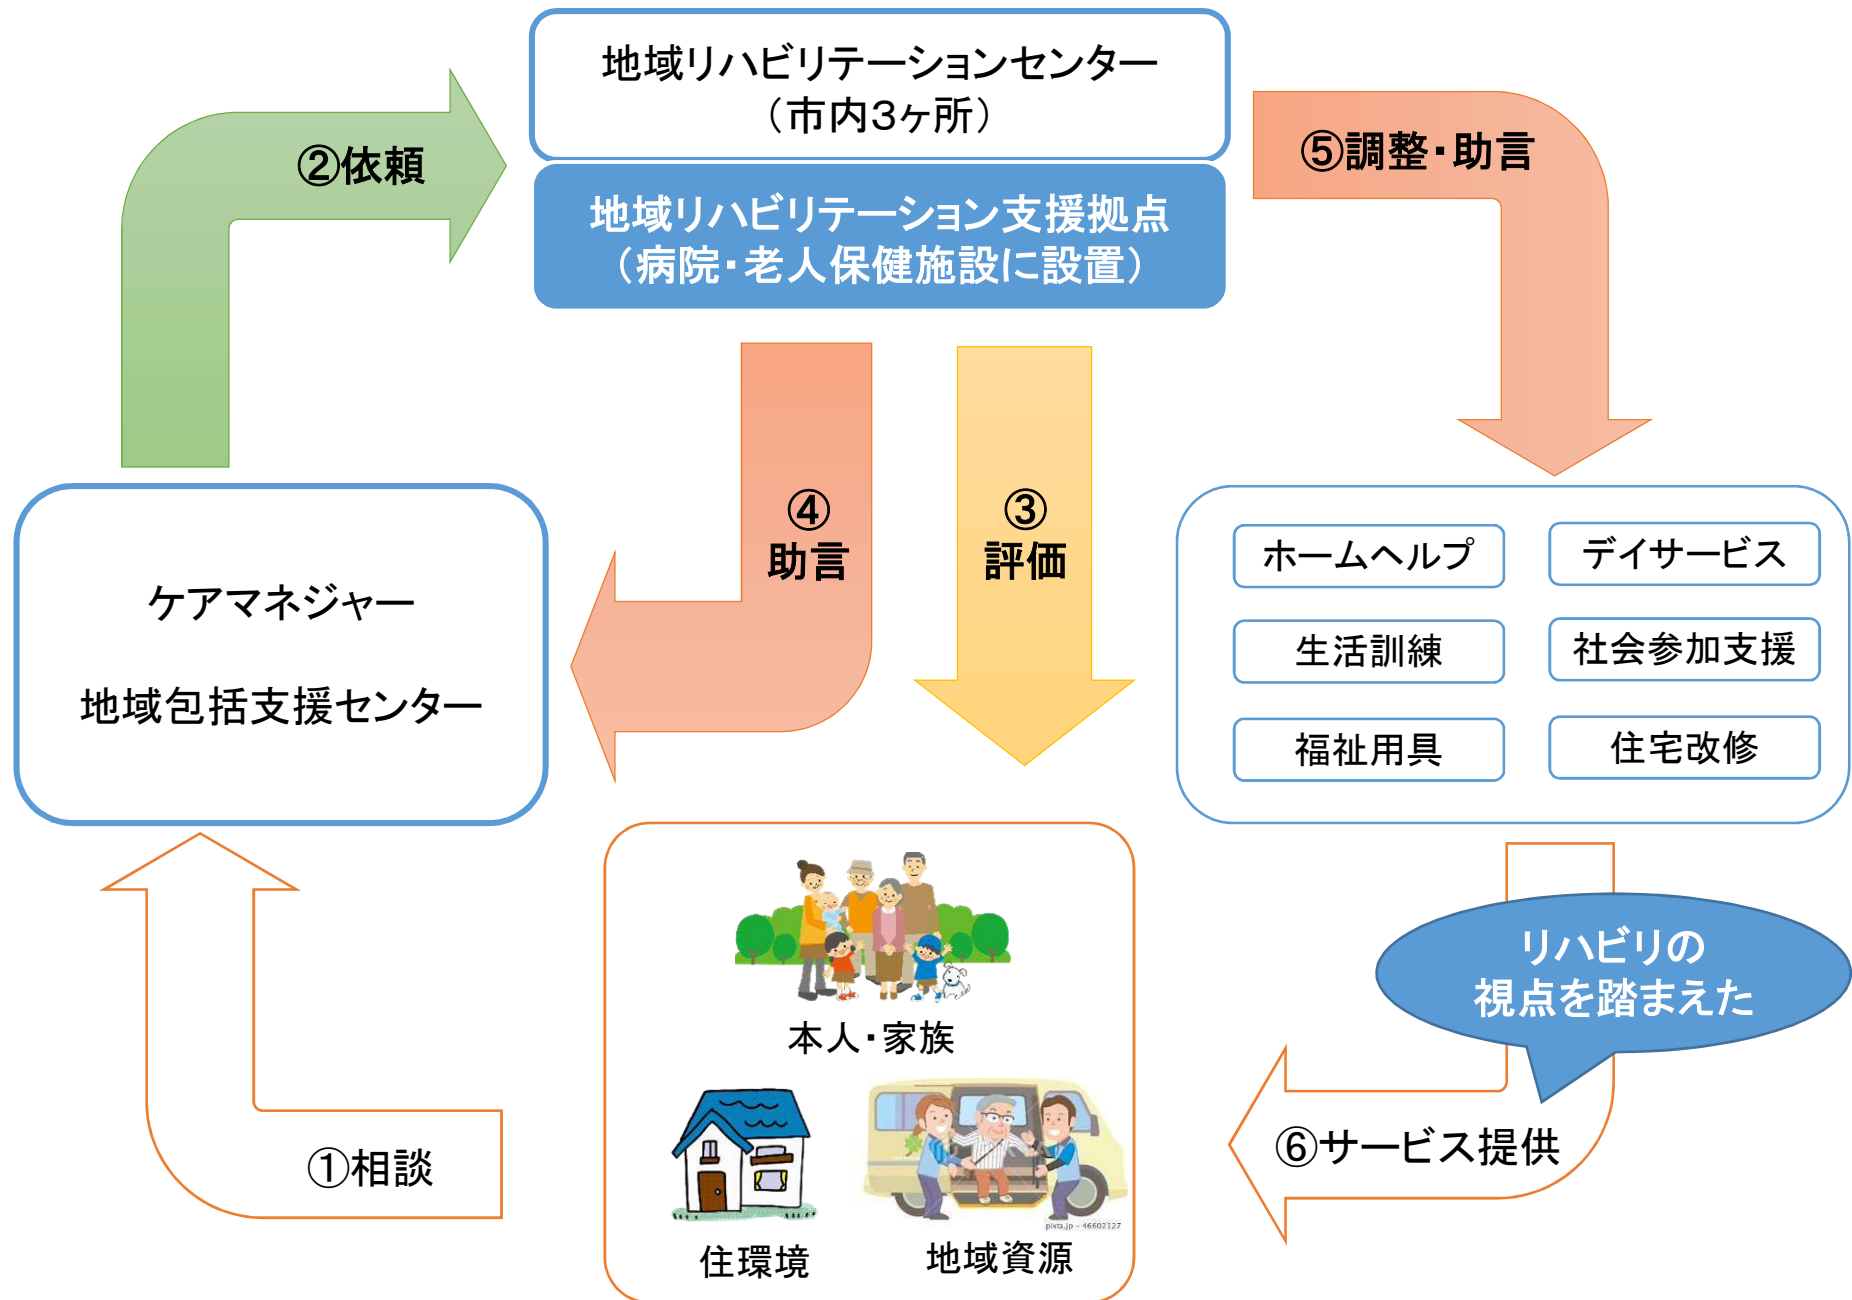 地域リハビリテーションセンター
（市内３ヶ所）
地域リハビリテーション支援拠点
（病院・老人保健施設に設置）
②依頼
⑤調整・助言
④
助言
③
評価
ケアマネジャー
地域包括支援センター
ホームヘルプ
デイサービス
生活訓練
社会参加支援
福祉用具
住宅改修
リハビリの
視点を踏まえた
本人・家族
①相談
⑥サービス提供
pixta.jp - 46602127
住環境
地域資源